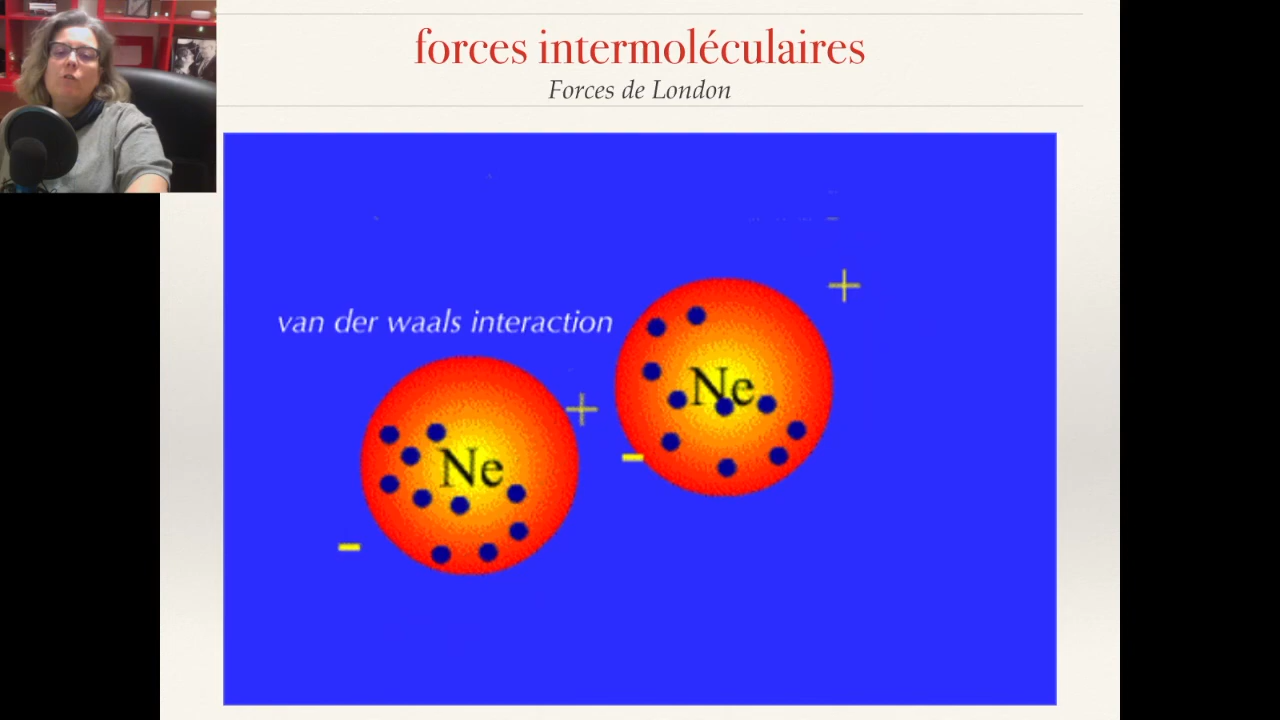 forces intermoléculaires
Forces de London
van der waals interaction
+
Ne
+
Ne
-
-